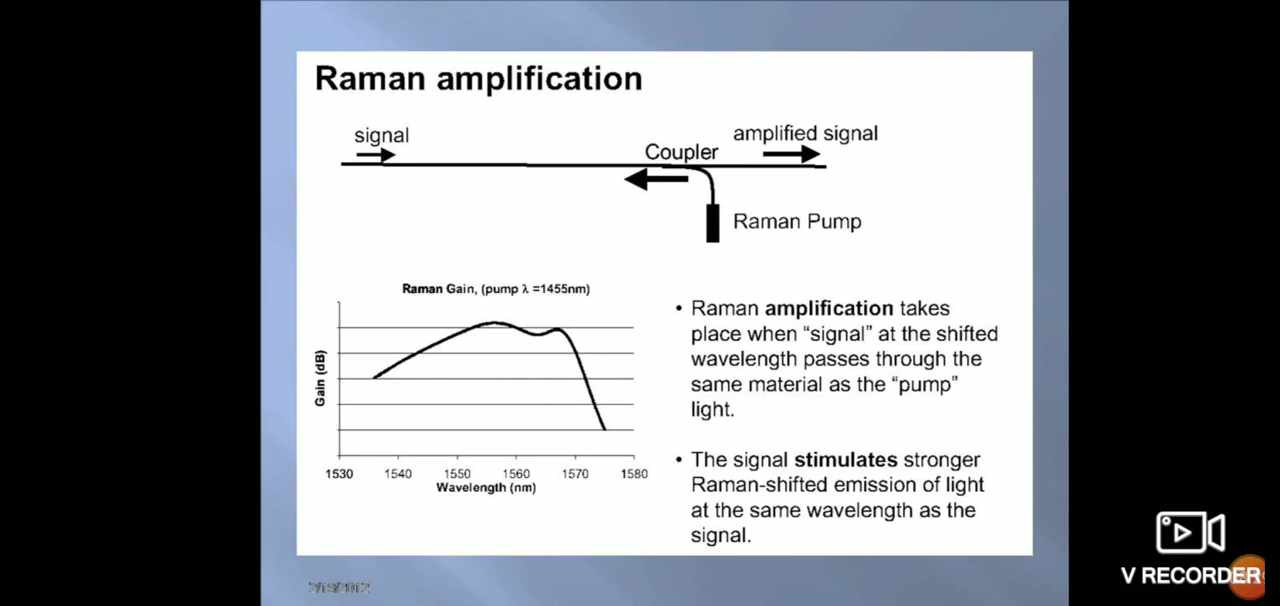 Raman amplification
signal
amplified signal
Coupler
Raman Pump
Raman Gain, (pump λ =1455nm)
Gain (dB)
1530 1540 1550 1560 1570 1580
Wavelength (nm)
• Raman amplification takes
place when “signal” at the shifted
wavelength passes through the
same material as the “pump”
light.
• The signal stimulates stronger
Raman-shifted emission of light
at the same wavelength as the
signal.
V RECORDER